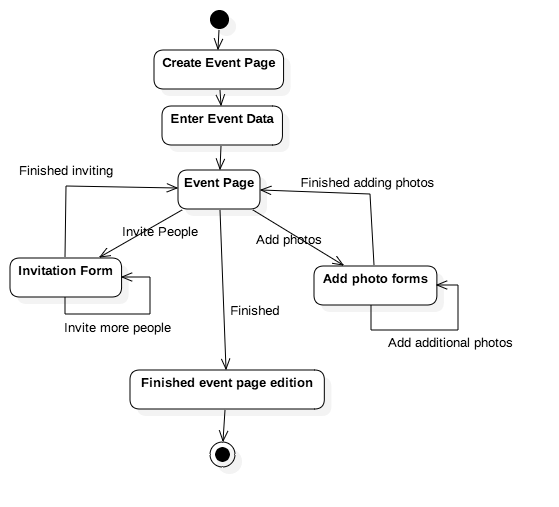 Create Event Page
Enter Event Data
Finished inviting
Event Page
Finished adding photos
Invite People
Add photos
Invitation Form
Add photo forms
Finished
Invite more people
Add additional photos
Finished event page edition